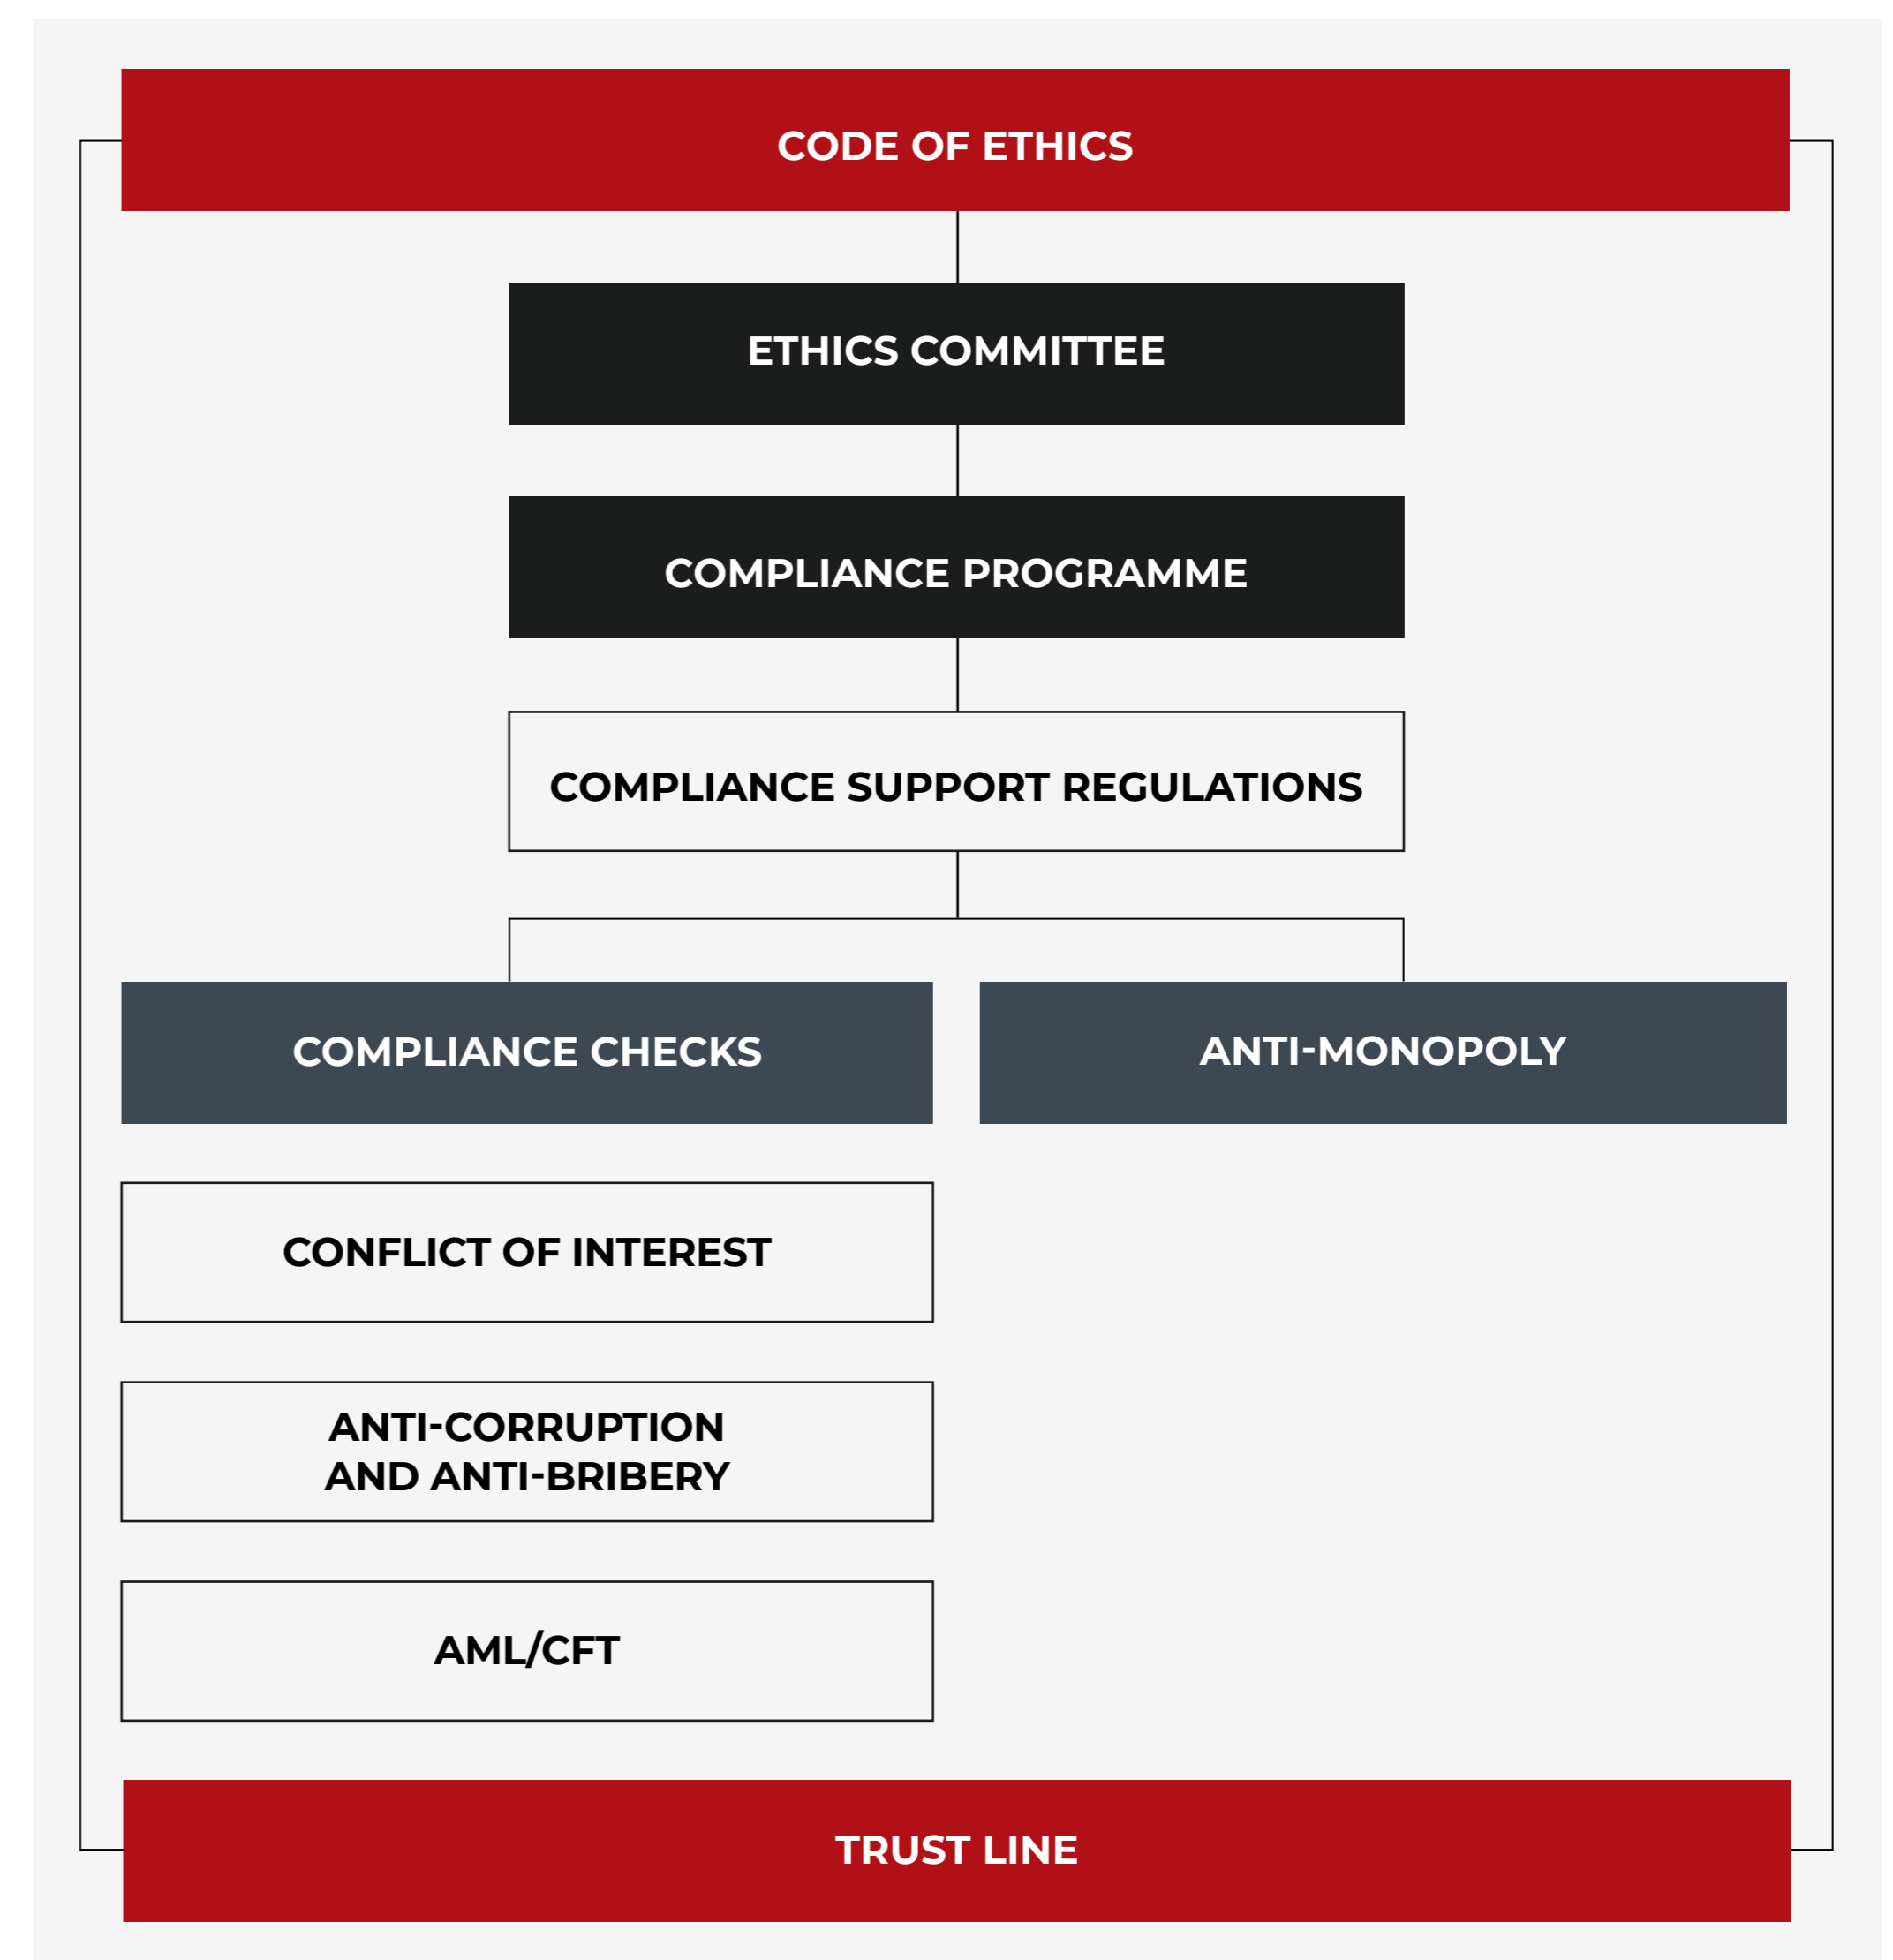 CODE OF ETHICS
ETHICS COMMITTEE
COMPLIANCE PROGRAMME
COMPLIANCE SUPPORT REGULATIONS
COMPLIANCE CHECKS
ANTI-MONOPOLY
CONFLICT OF INTEREST
ANTI-CORRUPTION
AND ANTI-BRIBERY
AML/CFT
TRUST LINE